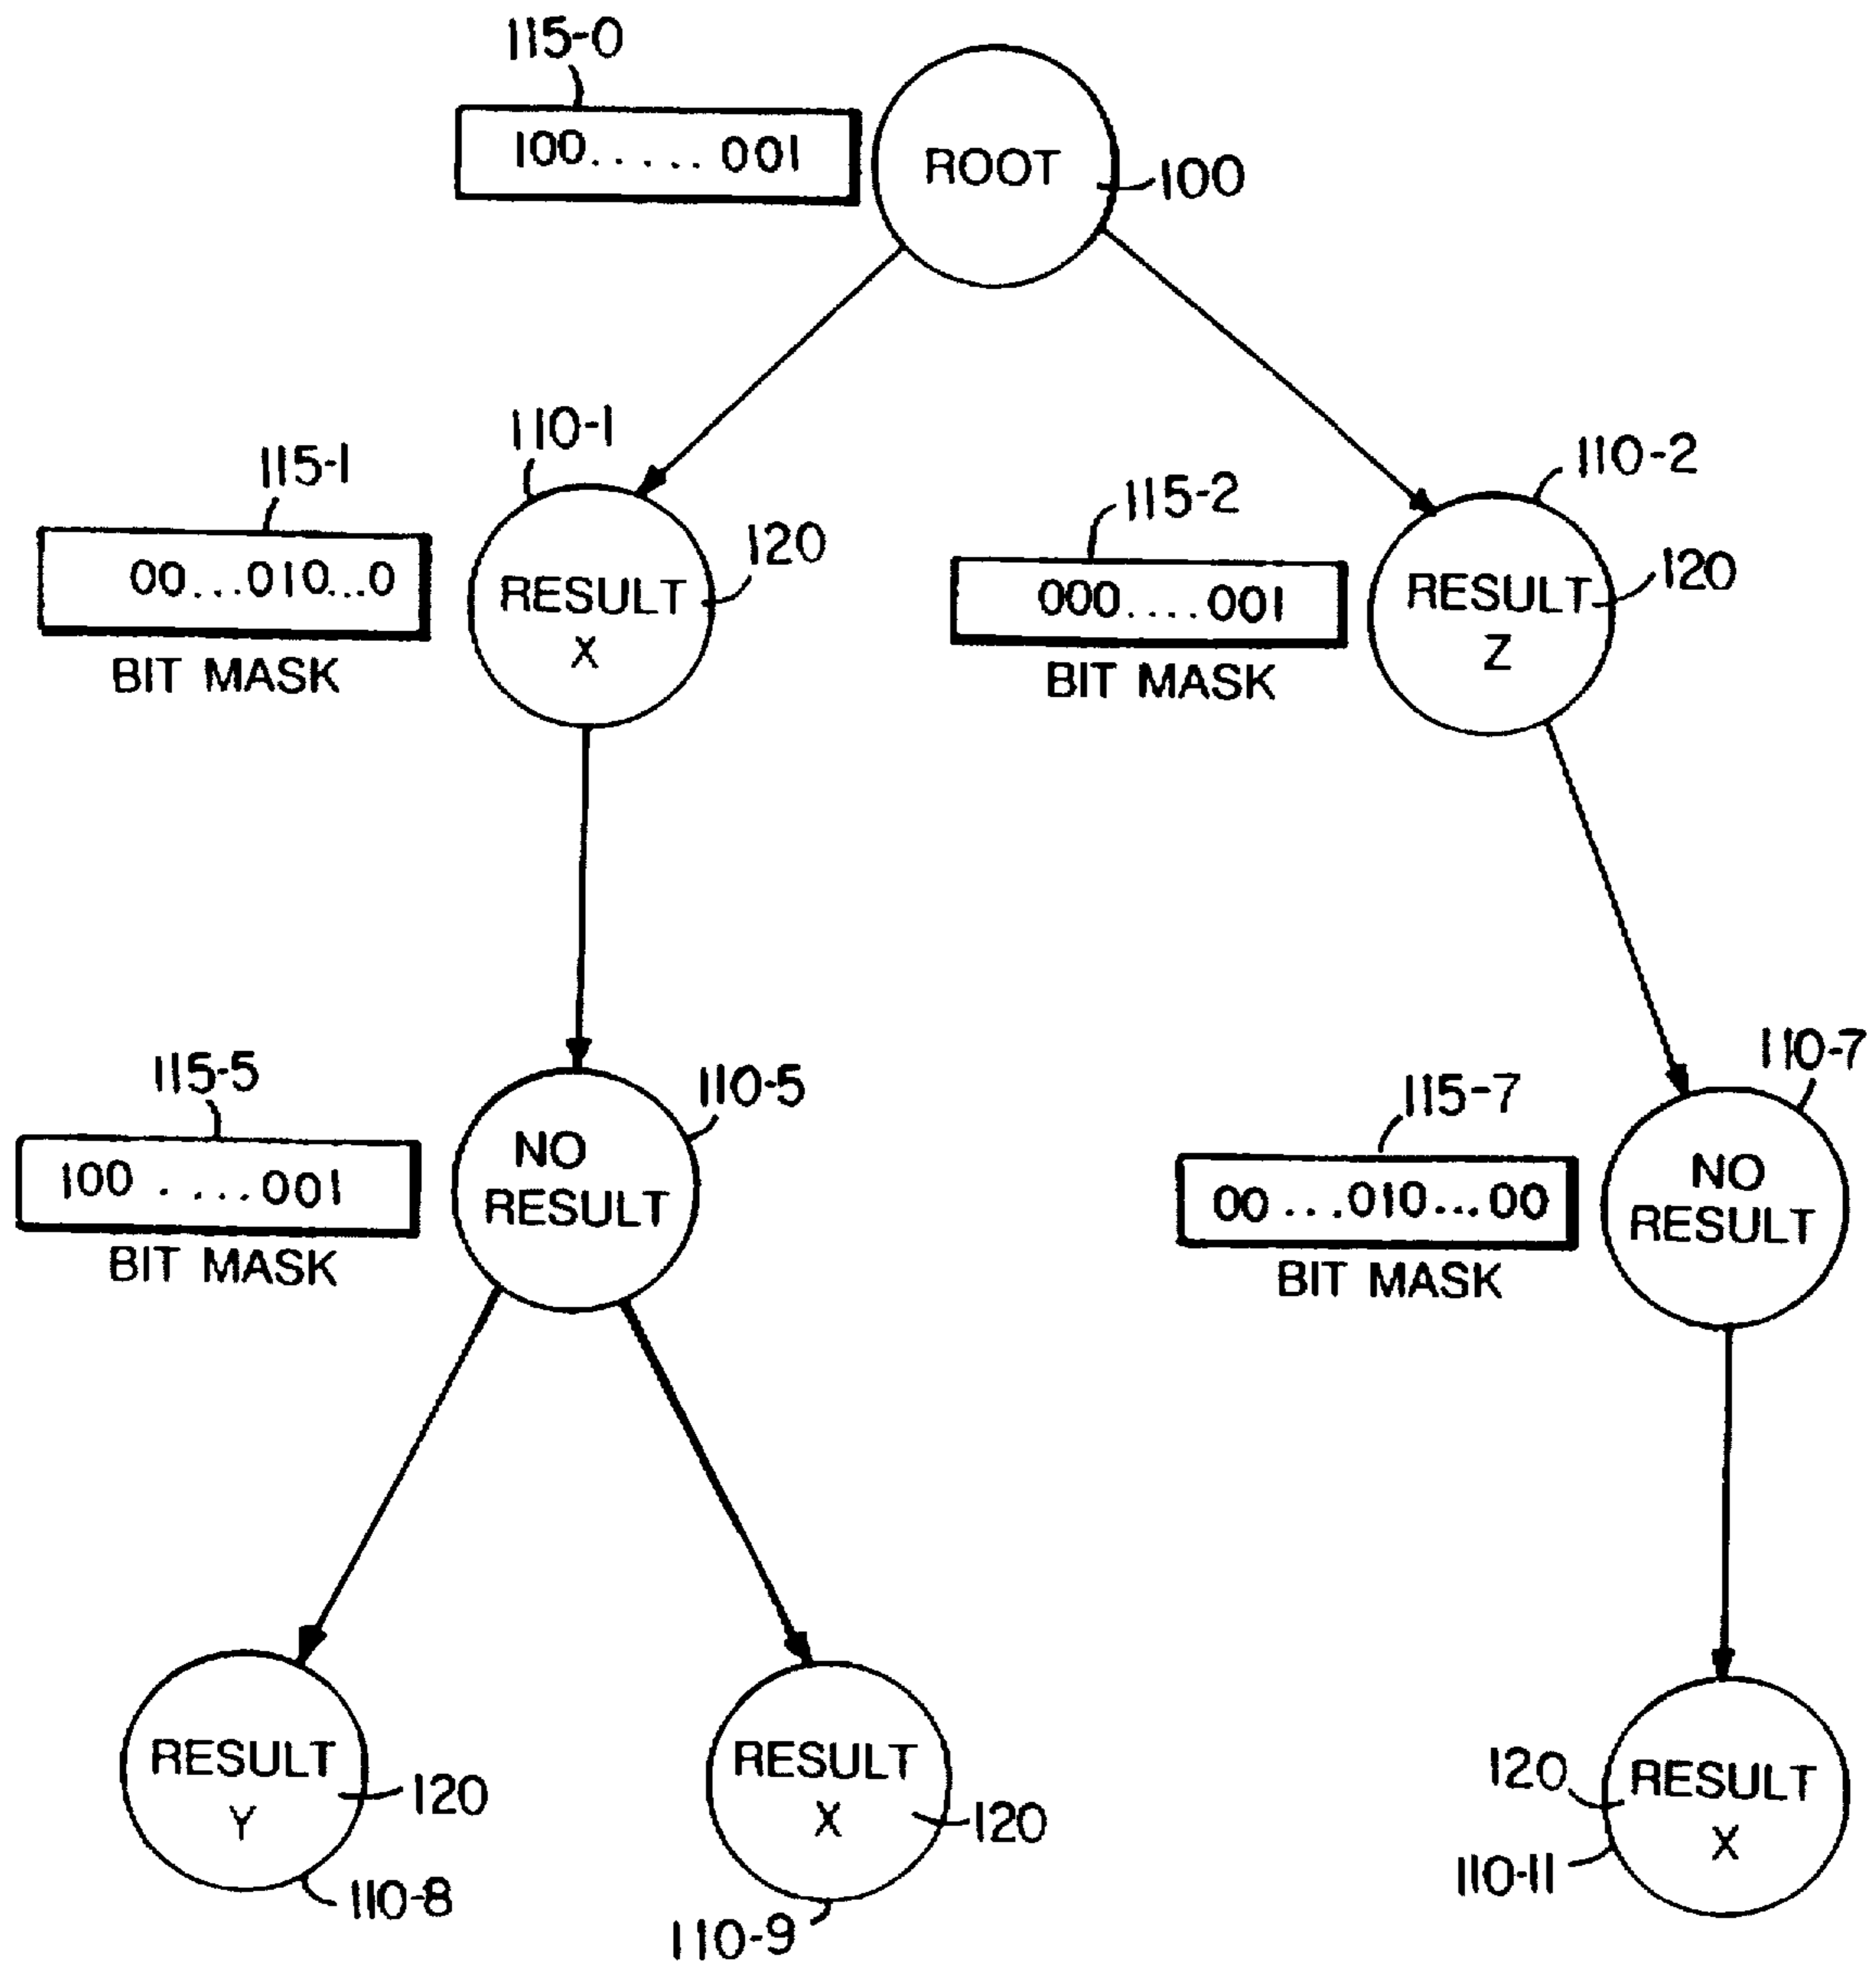 115-0
100.....001
ROOT
100
110-1
115-1
120
00...010...0
RESULT
X
BIT MASK
110-2
115-2
120
000....001
RESULT
Z
BIT MASK
115-5
110-5
100 ....001
NO
RESULT
BIT MASK
110-7
115-7
00 ...010...00
NO
RESULT
BIT MASK
RESULT
Y
120
110-8
RESULT
X
120
110-9
120
RESULT
X
110-11